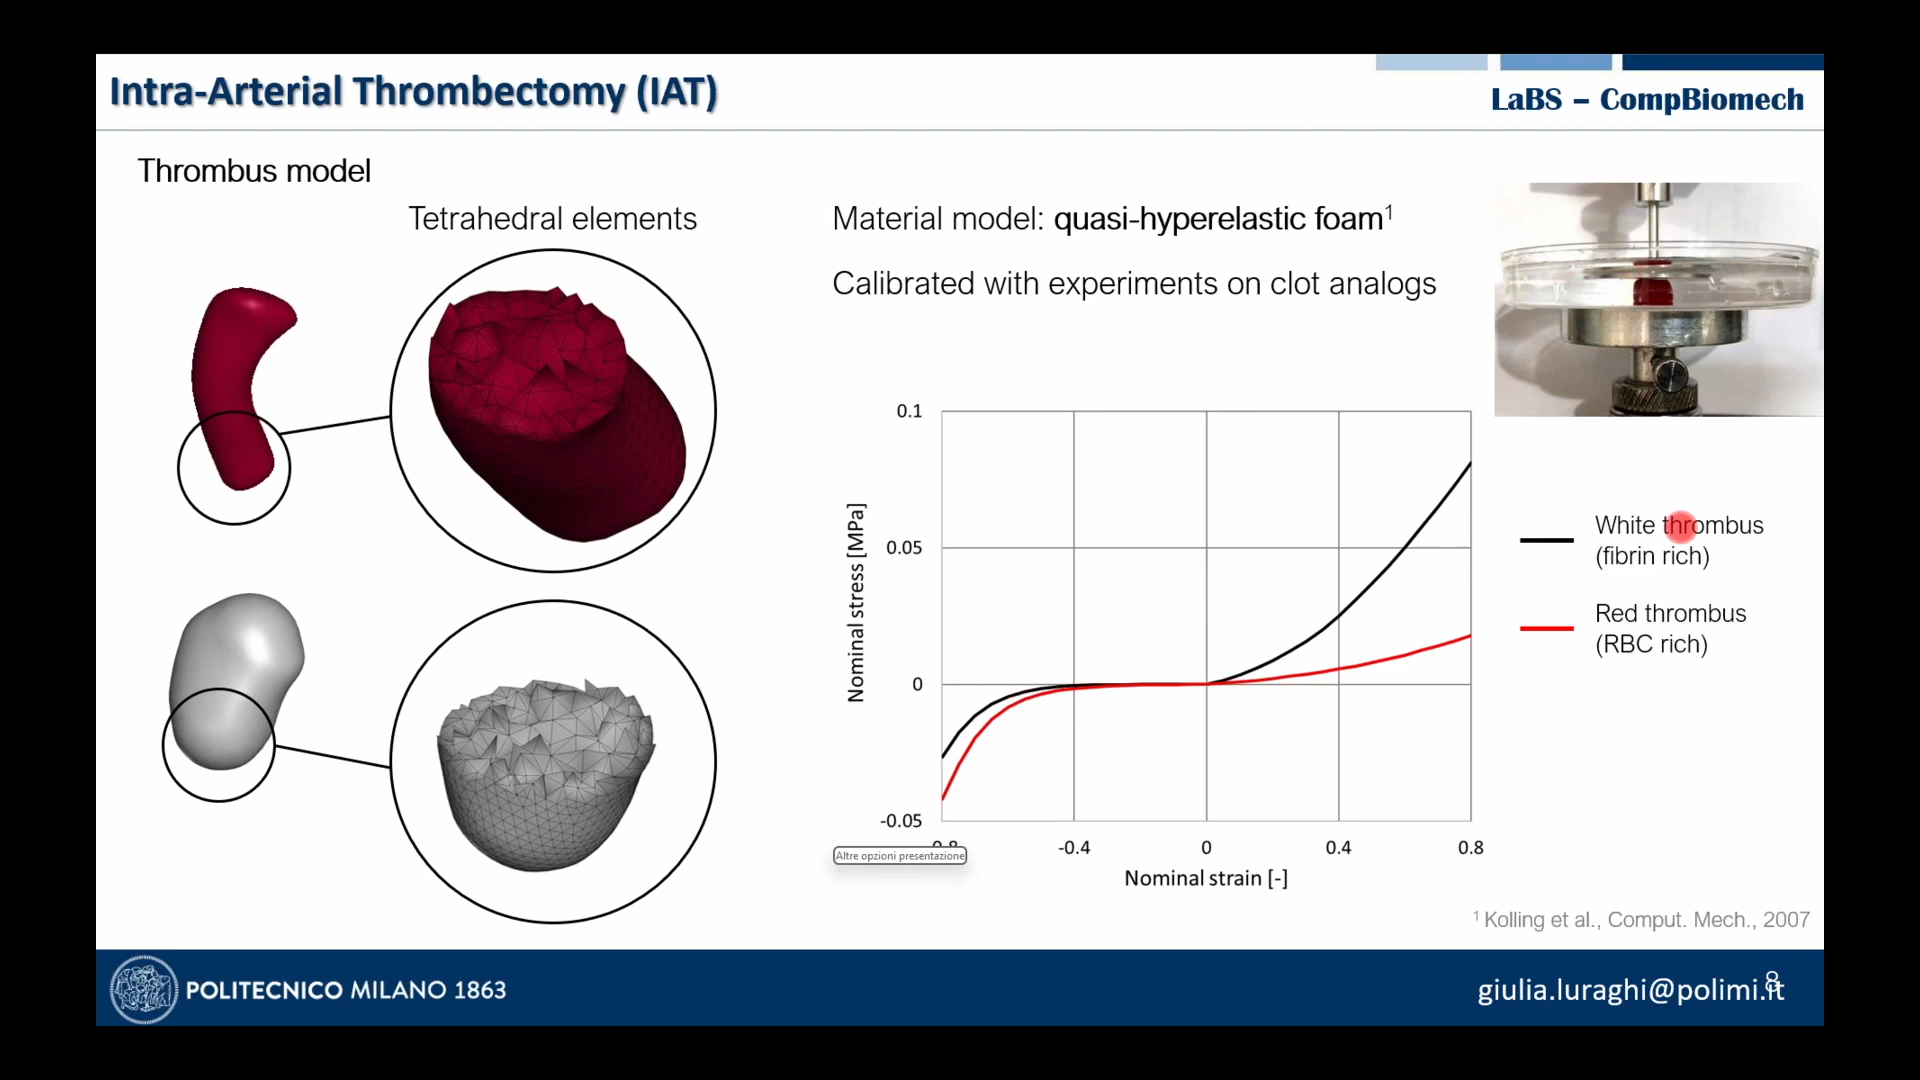 Intra-Arterial Thrombectomy (IAT)
LaBS – CompBiomech
Thrombus model
Tetrahedral elements
Material model: quasi-hyperelastic foam¹
Calibrated with experiments on clot analogs
0.1
0.05
0
-0.05
Nominal stress [MPa]
-0.4
0
0.4
0.8
Nominal strain [-]
Altre opzioni presentazione
White thrombus
(fibrin rich)
Red thrombus
(RBC rich)
¹ Kolling et al., Comput. Mech., 2007
POLITECNICO MILANO 1863
giulia.luraghi@polimi.it
8